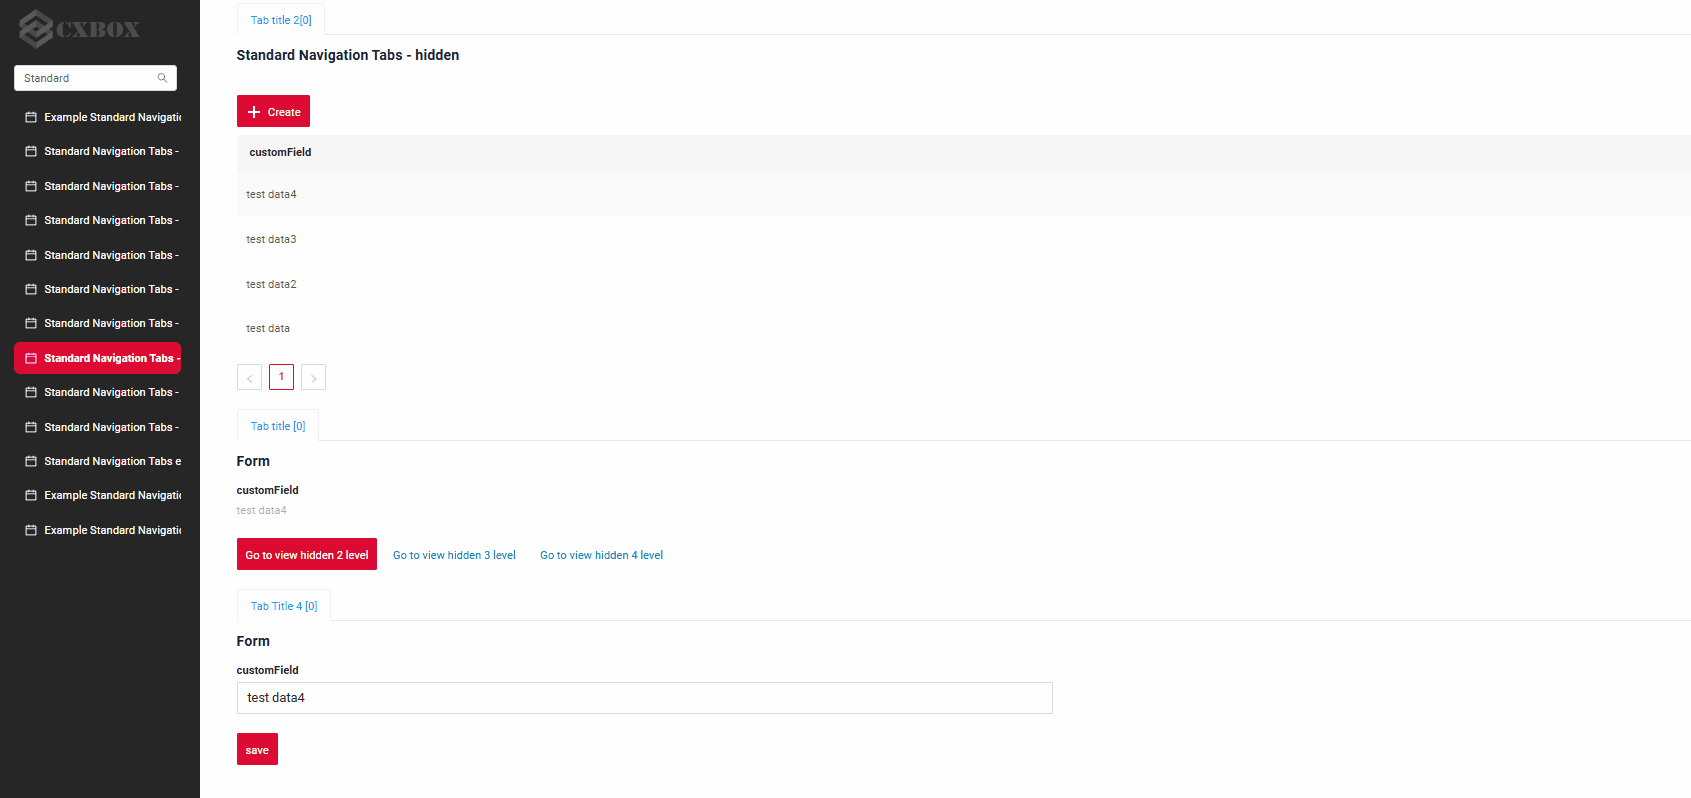 CXBOX
Standard
Example Standard Navigatio
Standard Navigation Tabs -
Standard Navigation Tabs -
Standard Navigation Tabs -
Standard Navigation Tabs -
Standard Navigation Tabs -
Standard Navigation Tabs -
Standard Navigation Tabs -
Standard Navigation Tabs -
Standard Navigation Tabs -
Standard Navigation Tabs e
Example Standard Navigatio
Example Standard Navigatio
Tab title 2[0]
Standard Navigation Tabs - hidden
Create
customField
test data4
test data3
test data2
test data
< 1 >
Tab title [0]
Form
customField
test data4
Go to view hidden 2 level Go to view hidden 3 level Go to view hidden 4 level
Tab Title 4 [0]
Form
customField
test data4
save